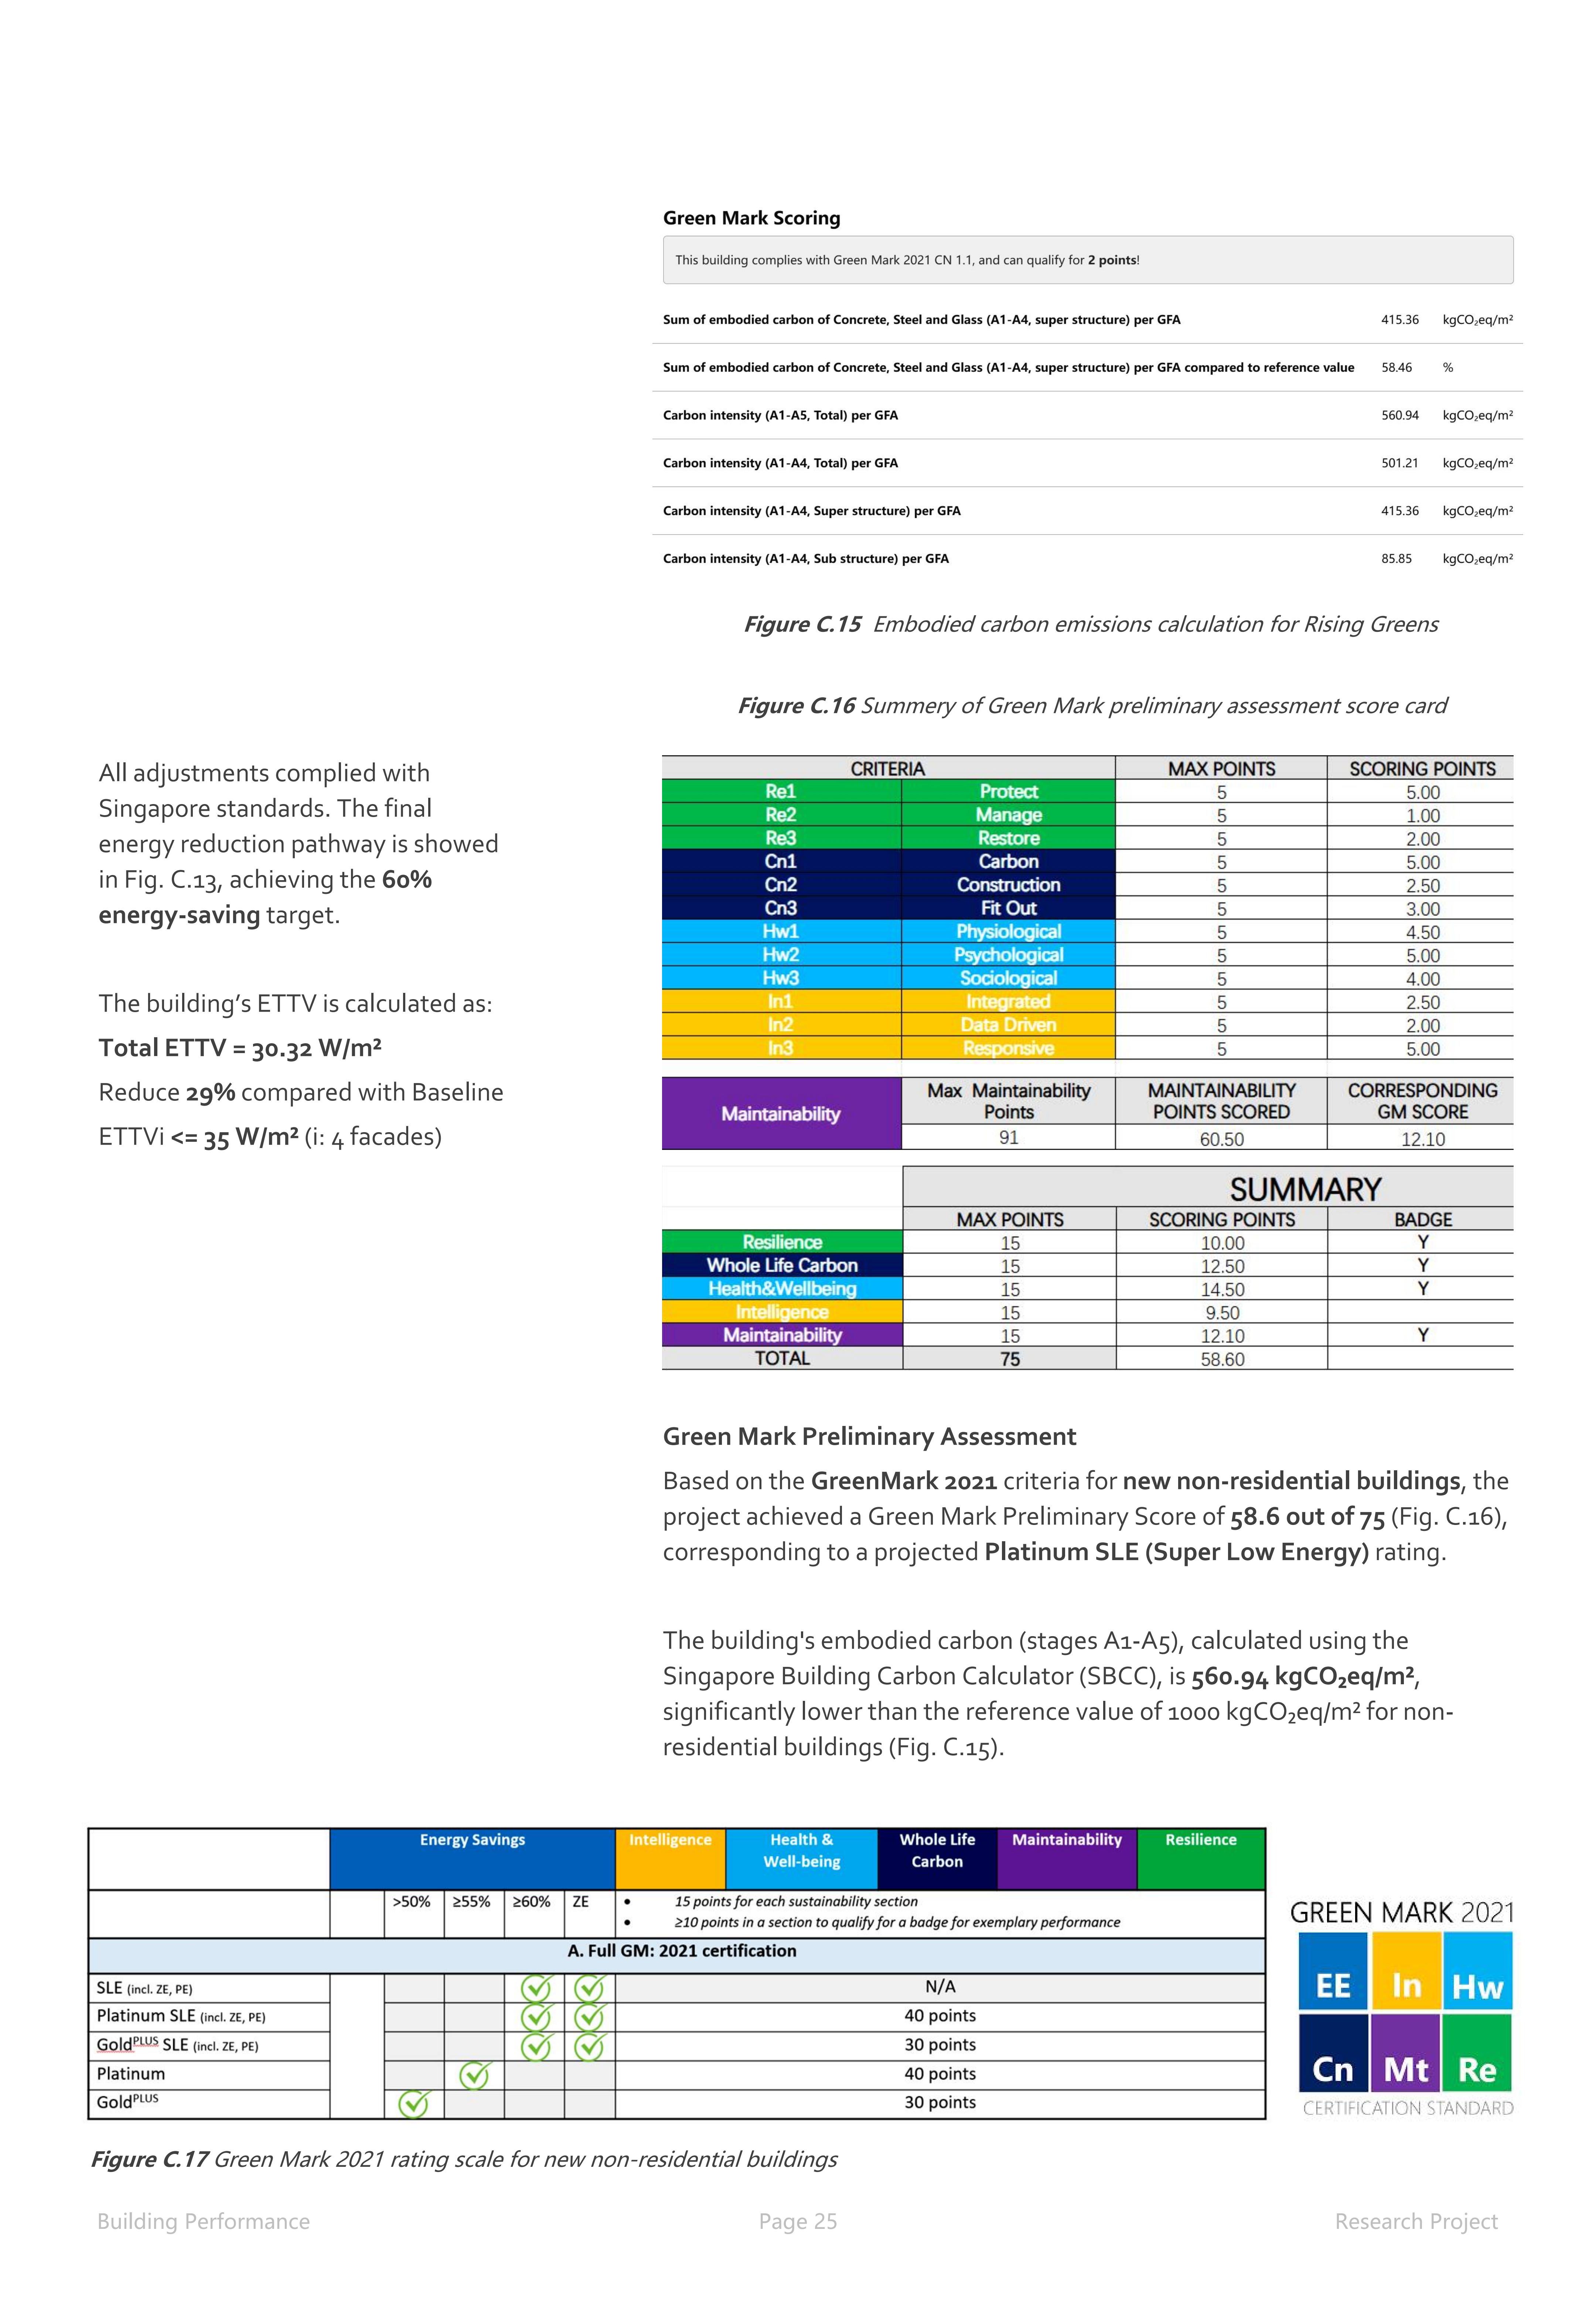 Green Mark Scoring
This building complies with Green Mark 2021 CN 1.1, and can qualify for 2 points!
Sum of embodied carbon of Concrete, Steel and Glass (A1-A4, super structure) per GFA 415.36 kgCO₂eq/m²
Sum of embodied carbon of Concrete, Steel and Glass (A1-A4, super structure) per GFA compared to reference value 58.46 %
Carbon intensity (A1-A5, Total) per GFA 560.94 kgCO₂eq/m²
Carbon intensity (A1-A4, Total) per GFA 501.21 kgCO₂eq/m²
Carbon intensity (A1-A4, Super structure) per GFA 415.36 kgCO₂eq/m²
Carbon intensity (A1-A4, Sub structure) per GFA 85.85 kgCO₂eq/m²
Figure C.15 Embodied carbon emissions calculation for Rising Greens
Figure C.16 Summery of Green Mark preliminary assessment score card
All adjustments complied with
Singapore standards. The final
energy reduction pathway is showed
in Fig. C.13, achieving the 60%
energy-saving target.
The building’s ETTV is calculated as:
Total ETTV = 30.32 W/m²
Reduce 29% compared with Baseline
ETTVi <= 35 W/m² (i: 4 facades)
CRITERIA MAX POINTS SCORING POINTS
Re1 Protect 5 5.00
Re2 Manage 5 1.00
Re3 Restore 5 2.00
Cn1 Carbon 5 5.00
Cn2 Construction 5 2.50
Cn3 Fit Out 5 3.00
Hw1 Physiological 5 4.50
Hw2 Psychological 5 5.00
Hw3 Sociological 5 4.00
In1 Integrated 5 2.50
In2 Data Driven 5 2.00
In3 Responsive 5 5.00
Maintainability
Max Maintainability Points
MAINTAINABILITY POINTS SCORED
CORRESPONDING GM SCORE
91 60.50 12.10
SUMMARY
MAX POINTS SCORING POINTS BADGE
Resilience 15 10.00 Y
Whole Life Carbon 15 12.50 Y
Health&Wellbeing 15 14.50 Y
Intelligence 15 9.50
Maintainability 15 12.10 Y
TOTAL 75 58.60
Green Mark Preliminary Assessment
Based on the GreenMark 2021 criteria for new non-residential buildings, the
project achieved a Green Mark Preliminary Score of 58.6 out of 75 (Fig. C.16),
corresponding to a projected Platinum SLE (Super Low Energy) rating.
The building's embodied carbon (stages A1-A5), calculated using the
Singapore Building Carbon Calculator (SBCC), is 560.94 kgCO₂eq/m²,
significantly lower than the reference value of 1000 kgCO₂eq/m² for non-
residential buildings (Fig. C.15).
Energy Savings Intelligence Health & Well-being Whole Life Carbon Maintainability Resilience
>50% ≥55% ≥60% ZE
• 15 points for each sustainability section
• ≥10 points in a section to qualify for a badge for exemplary performance
A. Full GM: 2021 certification
SLE (incl. ZE, PE) N/A
Platinum SLE (incl. ZE, PE) 40 points
GoldPLUS SLE (incl. ZE, PE) 30 points
Platinum 40 points
GoldPLUS 30 points
GREEN MARK 2021
EE In Hw
Cn Mt Re
CERTIFICATION STANDARD
Figure C.17 Green Mark 2021 rating scale for new non-residential buildings
Building Performance Page 25 Research Project